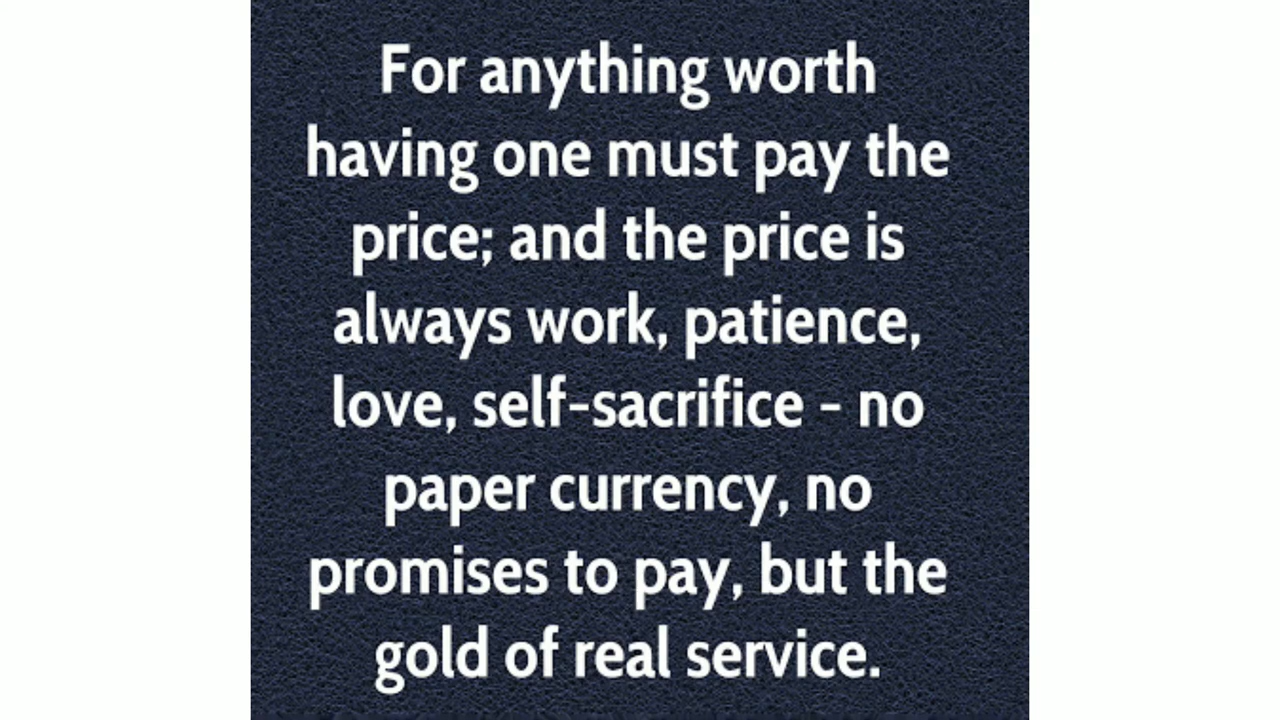 For anything worth
having one must pay the
price; and the price is
always work, patience,
love, self-sacrifice - no
paper currency, no
promises to pay, but the
gold of real service.